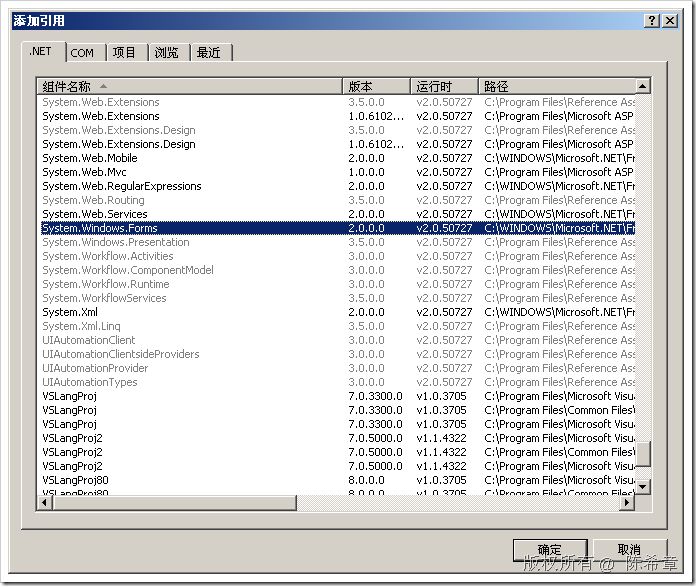 添加引用
.NET COM 项目 浏览 最近
组件名称 版本 运行时 路径
System.Web.Extensions 3.5.0.0 v2.0.50727 C:\Program Files\Reference Ass
System.Web.Extensions 1.0.6102... v2.0.50727 C:\Program Files\Microsoft ASP
System.Web.Extensions.Design 3.5.0.0 v2.0.50727 C:\Program Files\Reference Ass
System.Web.Extensions.Design 1.0.6102... v2.0.50727 C:\Program Files\Microsoft ASP
System.Web.Mobile 2.0.0.0 v2.0.50727 C:\WINDOWS\Microsoft.NET\Fr
System.Web.Mvc 1.0.0.0 v2.0.50727 C:\Program Files\Microsoft ASP
System.Web.RegularExpressions 2.0.0.0 v2.0.50727 C:\WINDOWS\Microsoft.NET\Fr
System.Web.Routing 3.5.0.0 v2.0.50727 C:\Program Files\Reference Ass
System.Web.Services 2.0.0.0 v2.0.50727 C:\WINDOWS\Microsoft.NET\Fr
System.Windows.Forms 2.0.0.0 v2.0.50727 C:\WINDOWS\Microsoft.NET\Fr
System.Windows.Presentation 3.5.0.0 v2.0.50727 C:\Program Files\Reference Ass
System.Workflow.Activities 3.0.0.0 v2.0.50727 C:\Program Files\Reference Ass
System.Workflow.ComponentModel 3.0.0.0 v2.0.50727 C:\Program Files\Reference Ass
System.Workflow.Runtime 3.0.0.0 v2.0.50727 C:\Program Files\Reference Ass
System.WorkflowServices 3.5.0.0 v2.0.50727 C:\Program Files\Reference Ass
System.Xml 2.0.0.0 v2.0.50727 C:\WINDOWS\Microsoft.NET\Fr
System.Xml.Linq 3.5.0.0 v2.0.50727 C:\Program Files\Reference Ass
UIAutomationClient 3.0.0.0 v2.0.50727 C:\Program Files\Reference Ass
UIAutomationClientsideProviders 3.0.0.0 v2.0.50727 C:\Program Files\Reference Ass
UIAutomationProvider 3.0.0.0 v2.0.50727 C:\Program Files\Reference Ass
UIAutomationTypes 3.0.0.0 v2.0.50727 C:\Program Files\Reference Ass
VSLangProj 7.0.3300.0 v1.0.3705 C:\Program Files\Microsoft Visua
VSLangProj 7.0.3300.0 v1.0.3705 C:\Program Files\Common Files\
VSLangProj 7.0.3300.0 v1.0.3705 C:\Program Files\Microsoft Visua
VSLangProj2 7.0.5000.0 v1.1.4322 C:\Program Files\Microsoft Visua
VSLangProj2 7.0.5000.0 v1.1.4322 C:\Program Files\Common Files\
VSLangProj2 7.0.5000.0 v1.1.4322 C:\Program Files\Microsoft Visua
VSLangProj80 8.0.0.0 v1.0.3705 C:\Program Files\Microsoft Visua
VSLangProj80 8.0.0.0 v1.0.3705 C:\Program Files\Common Files\
确定 取消
版权所有 @ 陈希章